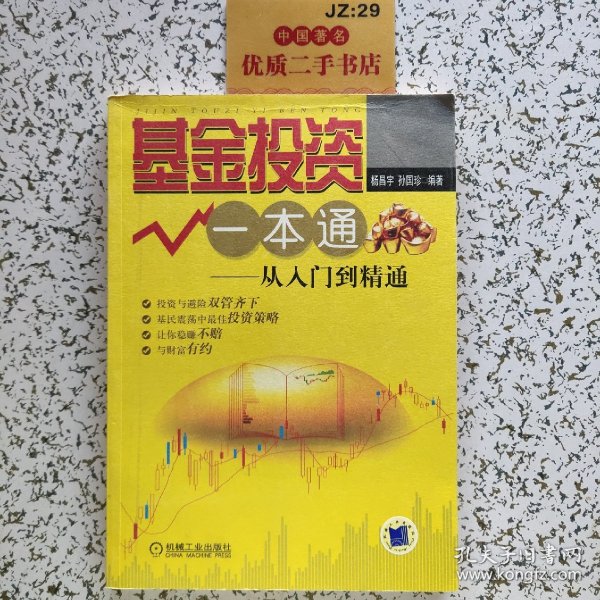 JZ:29
中国著名
优质二手书店
JIJIN TOUZI YI BEN TONG
基金投资
杨昌宇 孙国珍 编著
一本通
——从入门到精通
投资与避险双管齐下
基民震荡中最佳投资策略
让你稳赚不赔
与财富有约
机械工业出版社
CHINA MACHINE PRESS
孔夫子旧书网
www.kongfz.com